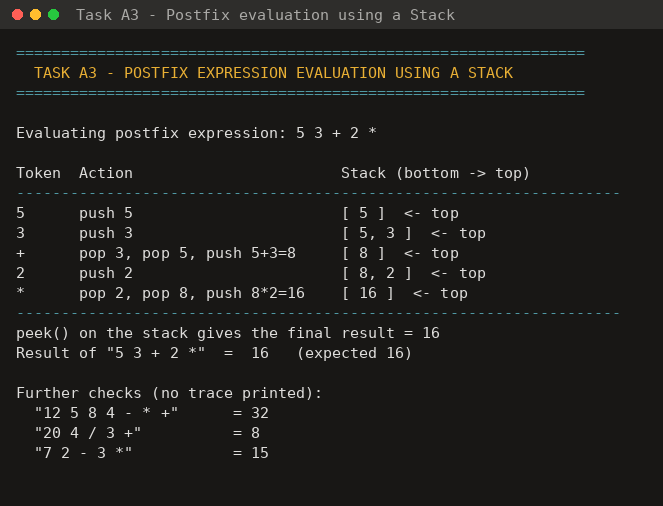 Task A3 - Postfix evaluation using a Stack
===============================================================
  TASK A3 - POSTFIX EXPRESSION EVALUATION USING A STACK
===============================================================
Evaluating postfix expression: 5 3 + 2 *
Token  Action                       Stack (bottom -> top)
-------------------------------------------------------------------
5      push 5                       [ 5 ]  <- top
3      push 3                       [ 5, 3 ]  <- top
+      pop 3, pop 5, push 5+3=8     [ 8 ]  <- top
2      push 2                       [ 8, 2 ]  <- top
*      pop 2, pop 8, push 8*2=16    [ 16 ]  <- top
-------------------------------------------------------------------
peek() on the stack gives the final result = 16
Result of "5 3 + 2 *"  =  16   (expected 16)
Further checks (no trace printed):
  "12 5 8 4 - * +"      = 32
  "20 4 / 3 +"          = 8
  "7 2 - 3 *"           = 15